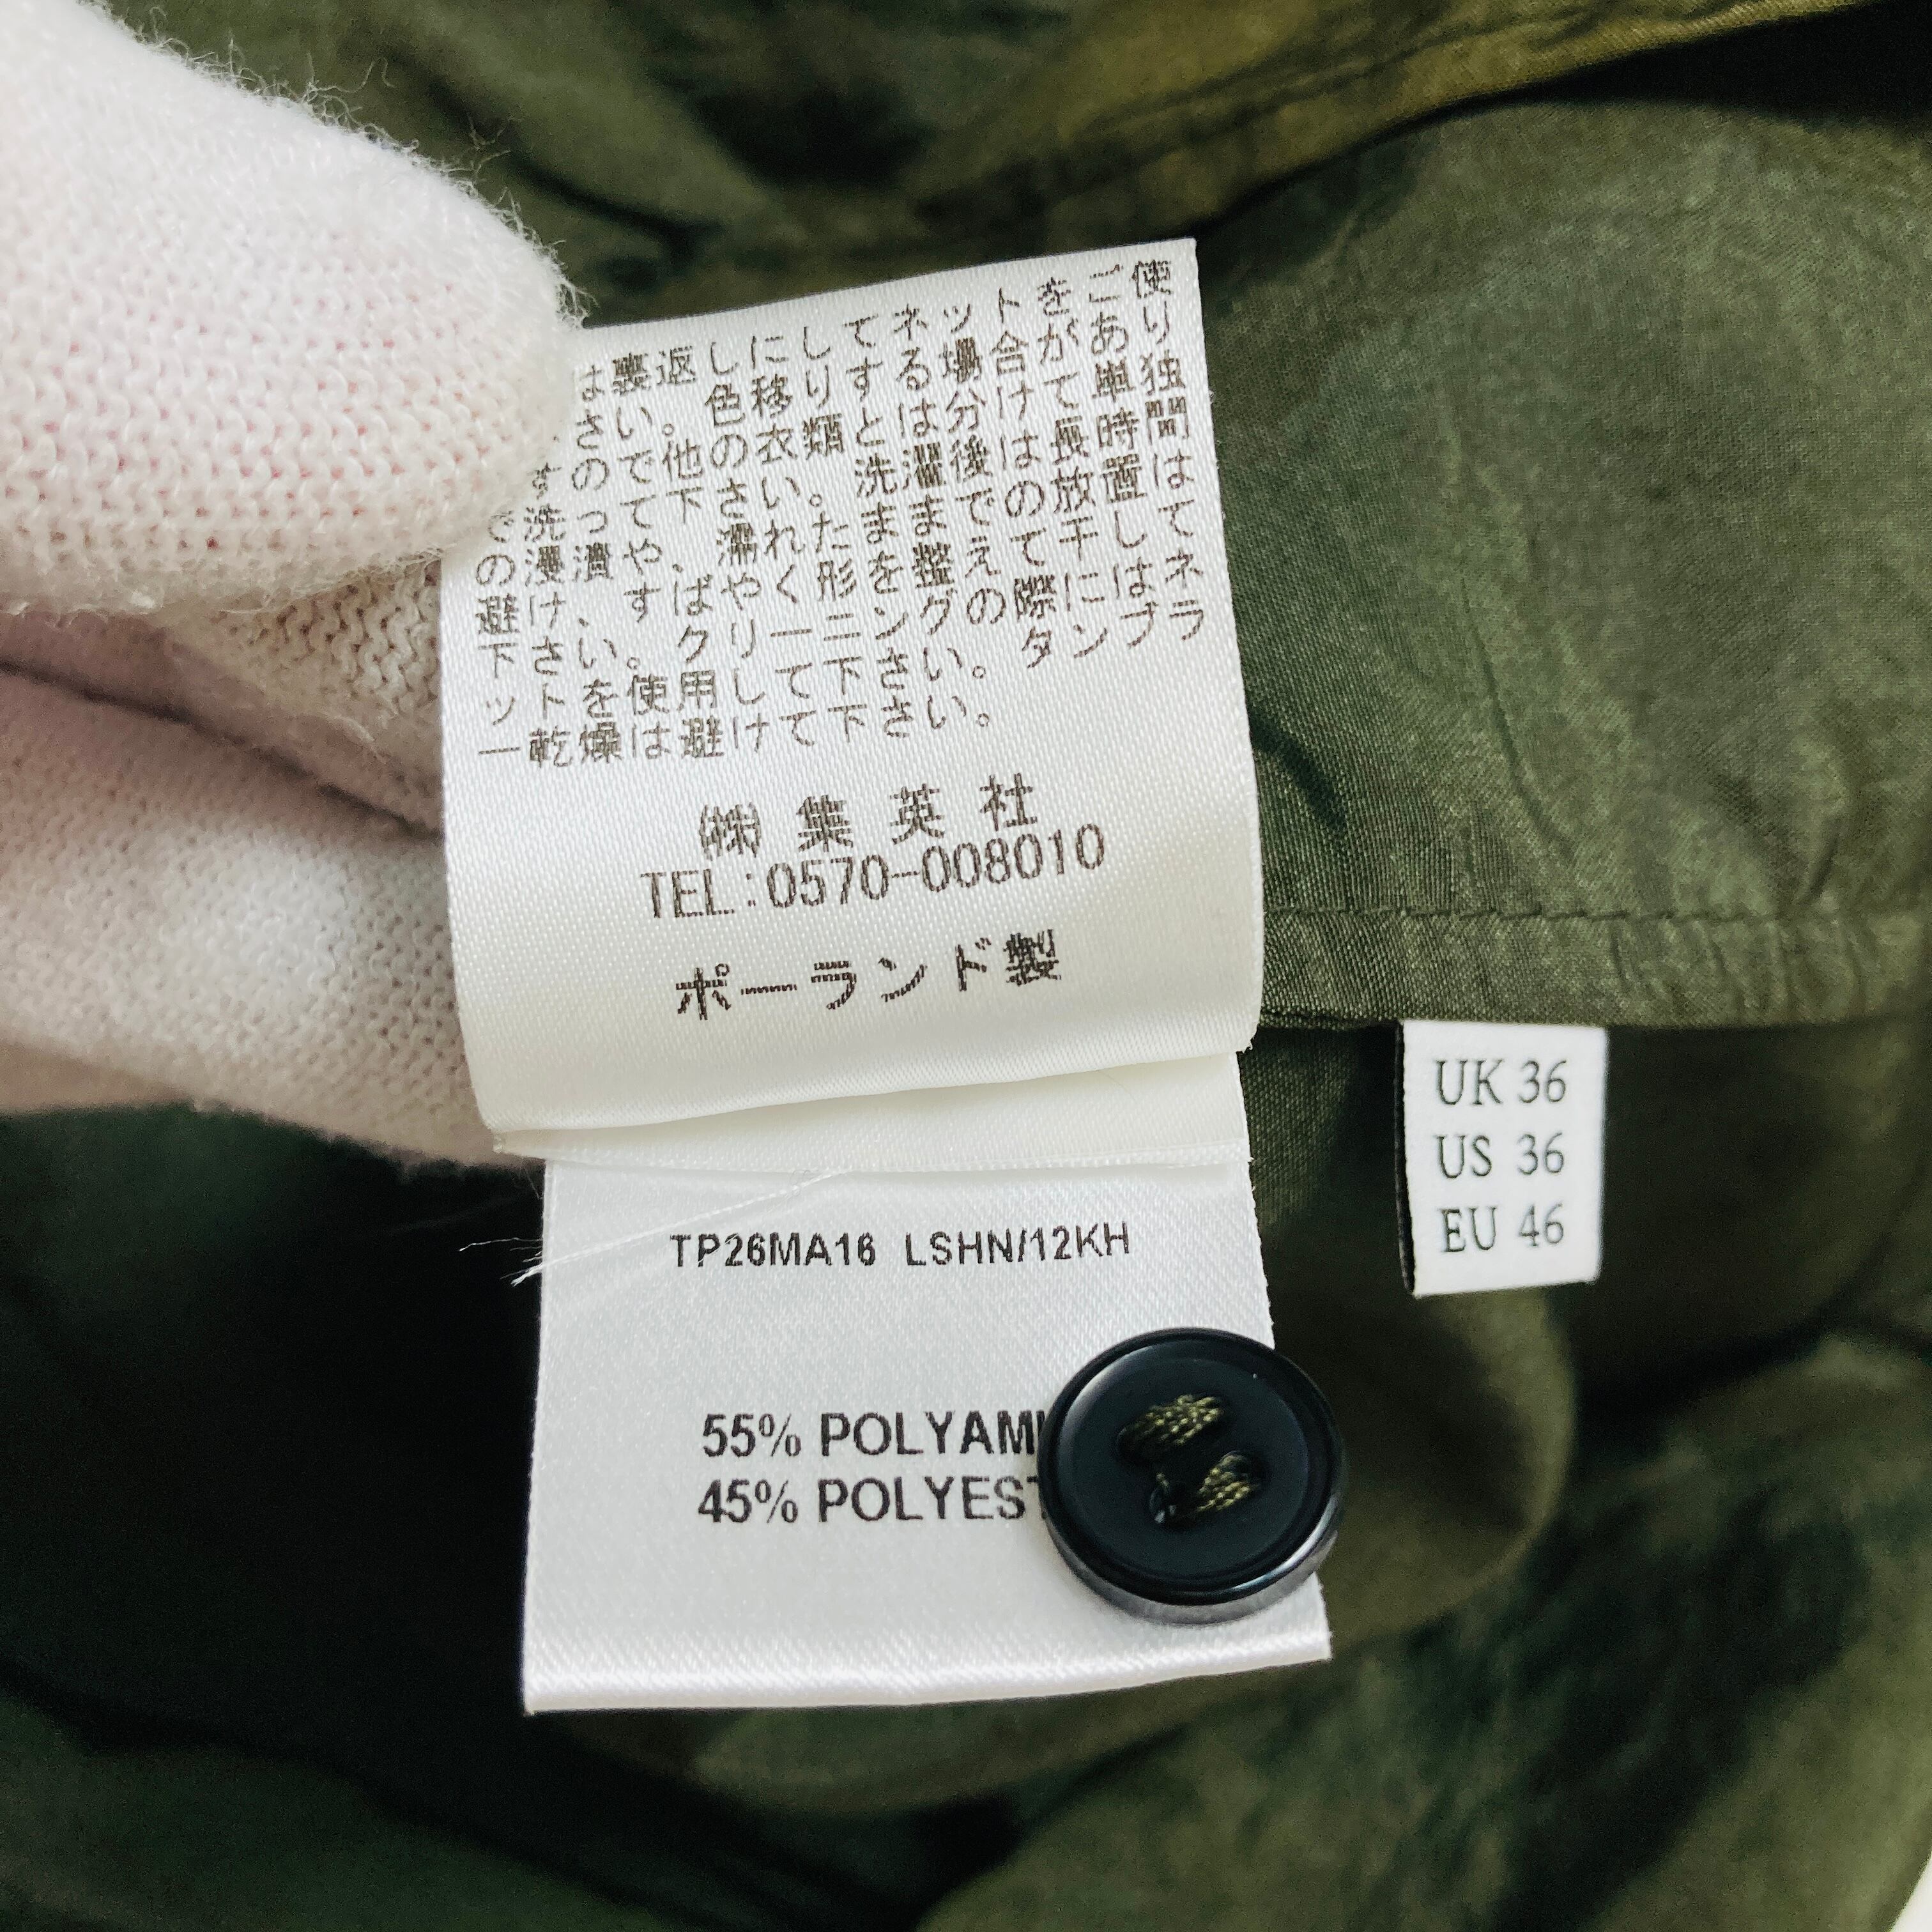 は裏返しにしてネットをご使
さい。色移りする場合があり
すので他の衣類とは分けて単独
で洗って下さい。洗濯後は長時間
の浸漬や、濡れたままでの放置は
避け、すばやく形を整えて干して
下さい。クリーニングの際にはネ
ットを使用して下さい。タンブラ
ー乾燥は避けて下さい。
㈱ 集 英 社
TEL:0570-008010
ポーランド製
UK 36
US 36
EU 46
TP26MA16 LSHN/12KH
55% POLYAM
45% POLYEST